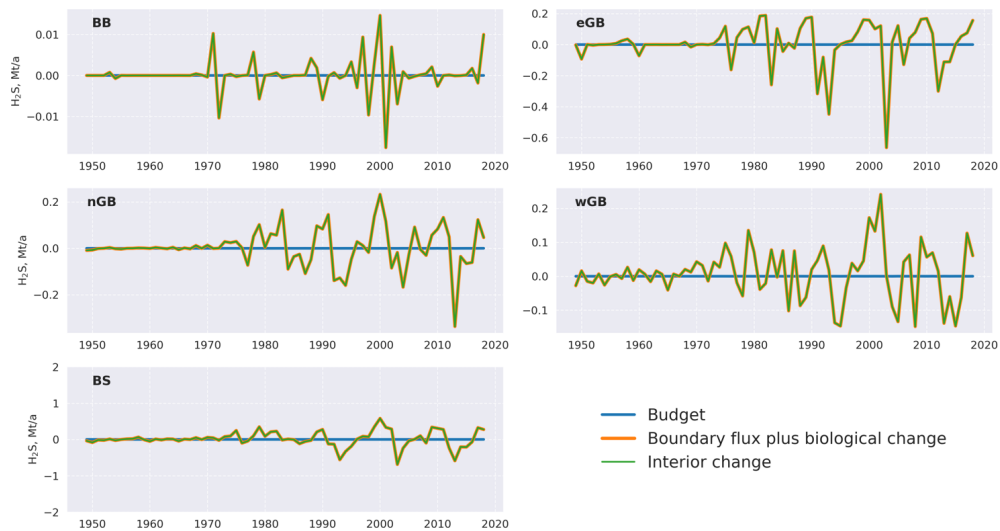 BB
H₂S, Mt/a
0.01
0.00
−0.01
1950 1960 1970 1980 1990 2000 2010 2020
eGB
0.2
0.0
−0.2
−0.4
−0.6
1950 1960 1970 1980 1990 2000 2010 2020
nGB
H₂S, Mt/a
0.2
0.0
−0.2
1950 1960 1970 1980 1990 2000 2010 2020
wGB
0.2
0.1
0.0
−0.1
1950 1960 1970 1980 1990 2000 2010 2020
BS
H₂S, Mt/a
2
1
0
−1
−2
1950 1960 1970 1980 1990 2000 2010 2020
Budget
Boundary flux plus biological change
Interior change